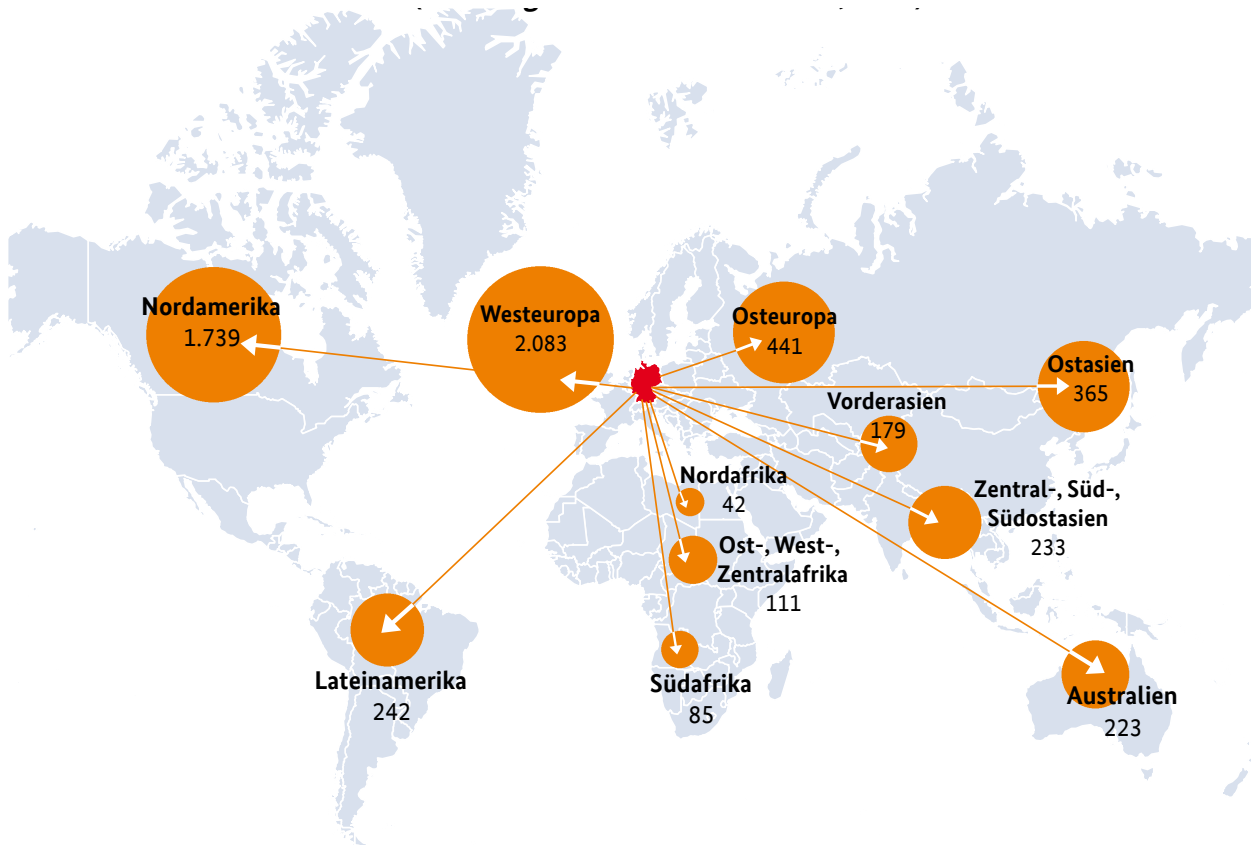 Nordamerika
1.739
Westeuropa
2.083
Osteuropa
441
Ostasien
365
Vorderasien
179
Nordafrika
42
Zentral-, Süd-,
Südostasien
233
Ost-, West-,
Zentralafrika
111
Lateinamerika
242
Südafrika
85
Australien
223